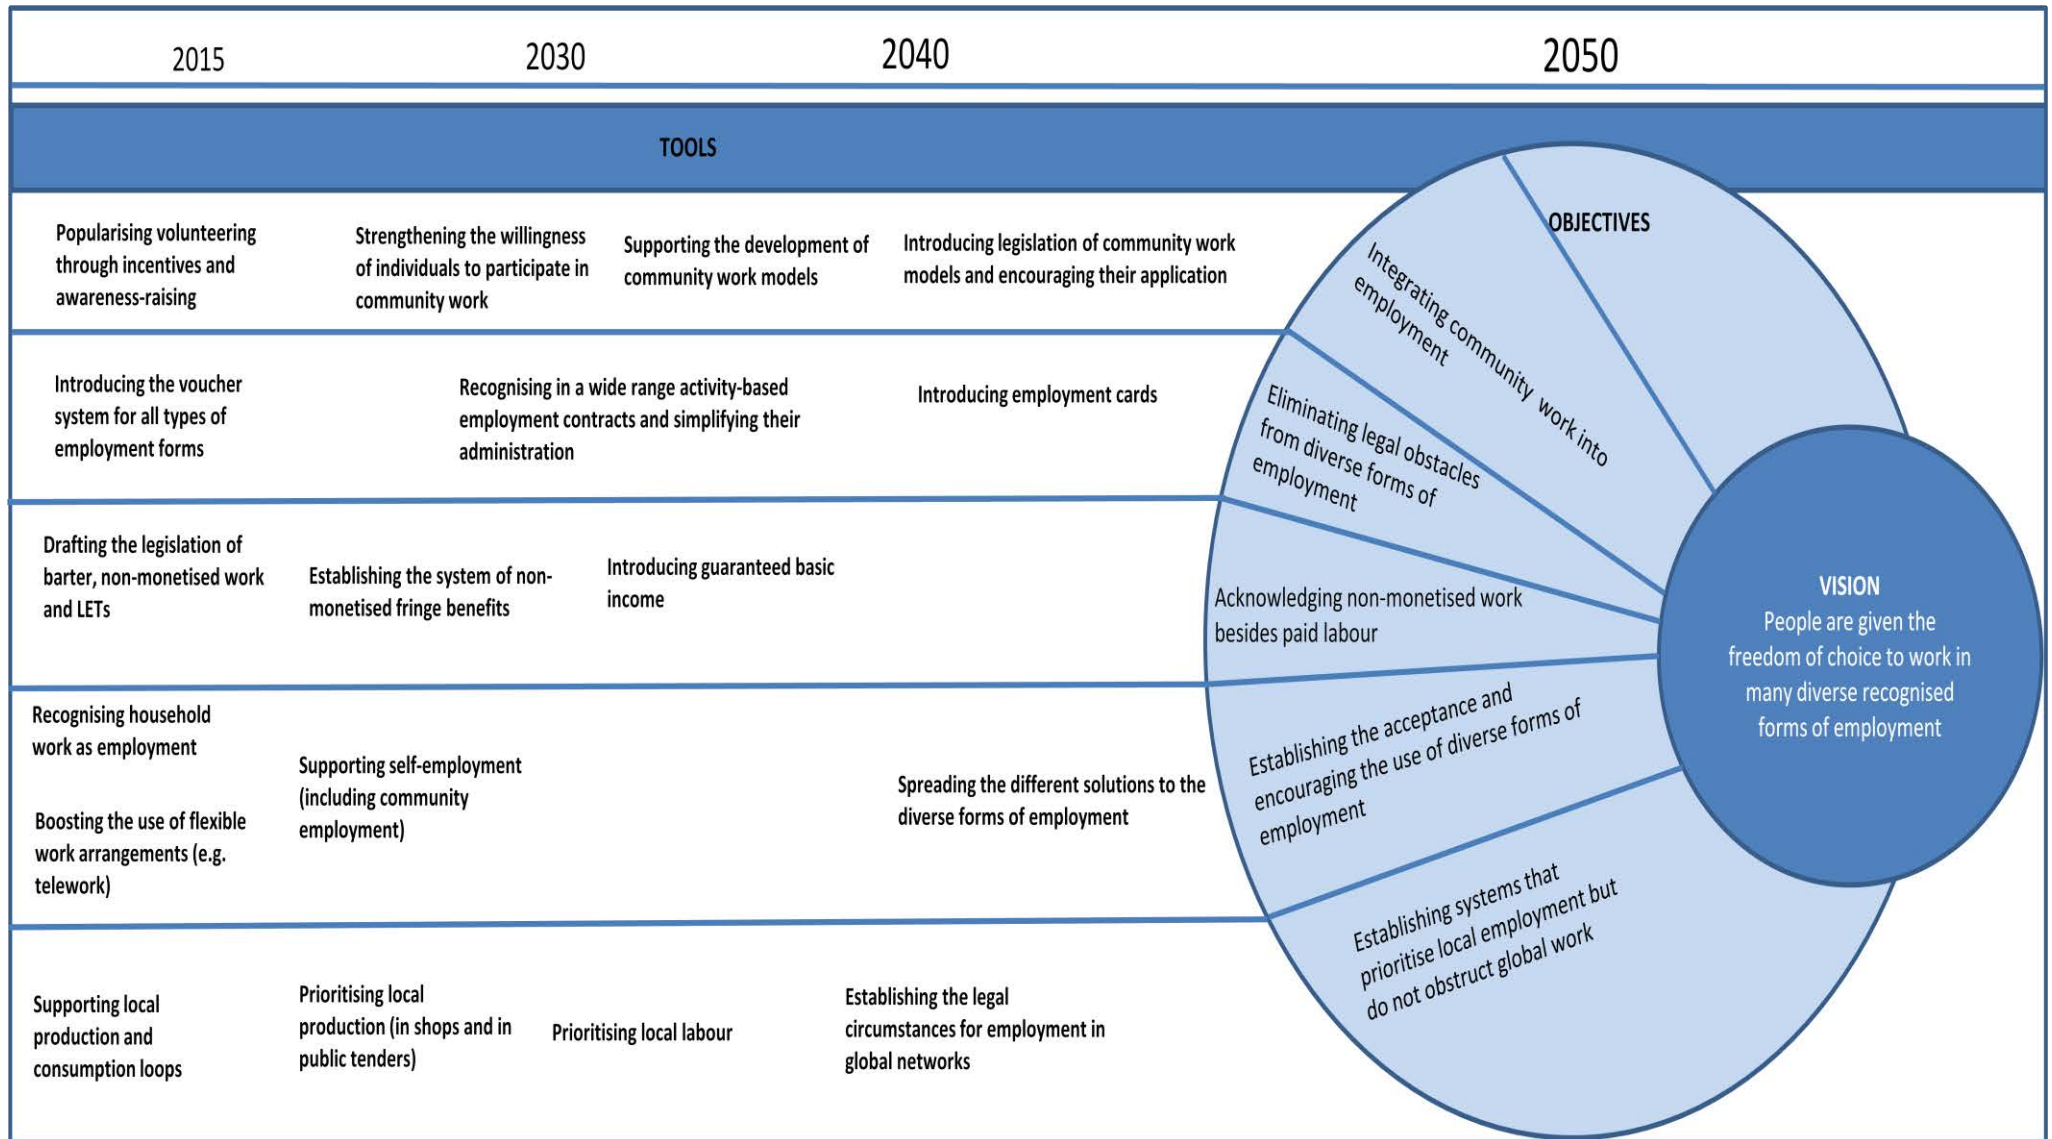 2015
2030
2040
2050
TOOLS
OBJECTIVES
Popularising volunteering
through incentives and
awareness-raising
Strengthening the willingness
of individuals to participate in
community work
Supporting the development of
community work models
Introducing legislation of community work
models and encouraging their application
Integrating community work into
employment
Introducing the voucher
system for all types of
employment forms
Recognising in a wide range activity-based
employment contracts and simplifying their
administration
Introducing employment cards
Eliminating legal obstacles
from diverse forms of
employment
Drafting the legislation of
barter, non-monetised work
and LETs
Establishing the system of non-
monetised fringe benefits
Introducing guaranteed basic
income
Acknowledging non-monetised work
besides paid labour
Recognising household
work as employment
Boosting the use of flexible
work arrangements (e.g.
telework)
Supporting self-employment
(including community
employment)
Spreading the different solutions to the
diverse forms of employment
Establishing the acceptance and
encouraging the use of diverse forms of
employment
Supporting local
production and
consumption loops
Prioritising local
production (in shops and in
public tenders)
Prioritising local labour
Establishing the legal
circumstances for employment in
global networks
Establishing systems that
prioritise local employment but
do not obstruct global work
VISION
People are given the
freedom of choice to work in
many diverse recognised
forms of employment